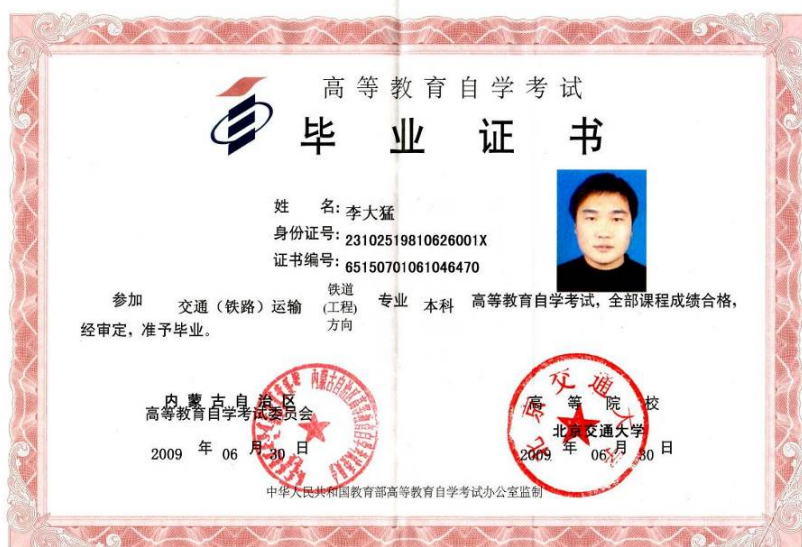 高等教育自学考试
毕业证书
姓 名: 李大猛
身份证号: 23102519810626001X
证书编号: 65150701061046470
参加 交通（铁路）运输 铁道(工程)方向 专业 本科 高等教育自学考试，全部课程成绩合格，
经审定，准予毕业。
内蒙古自治区 高等院校
高等教育自学考试委员会 北京交通大学
2009 年 06 月 30 日 2009 年 06 月 30 日
北京交通大学
中华人民共和国教育部高等教育自学考试办公室监制